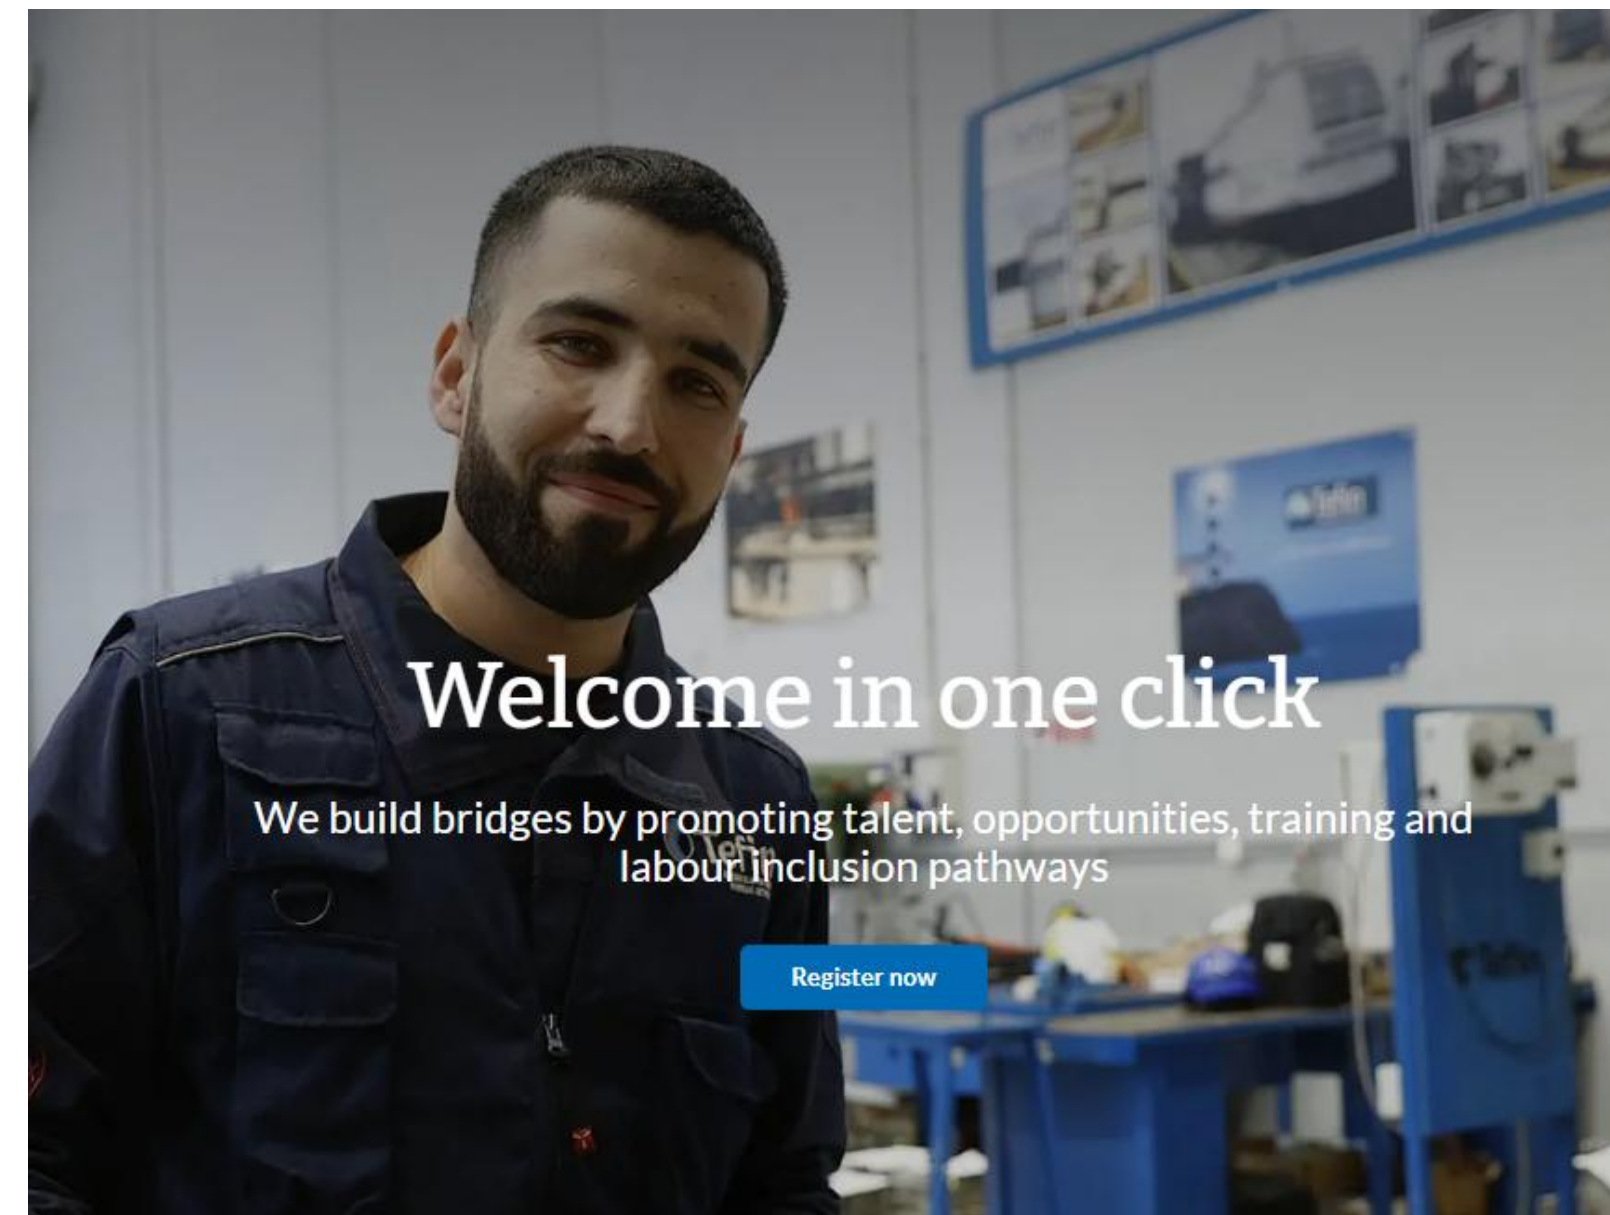 Welcome in one click
We build bridges by promoting talent, opportunities, training and
labour inclusion pathways
Register now